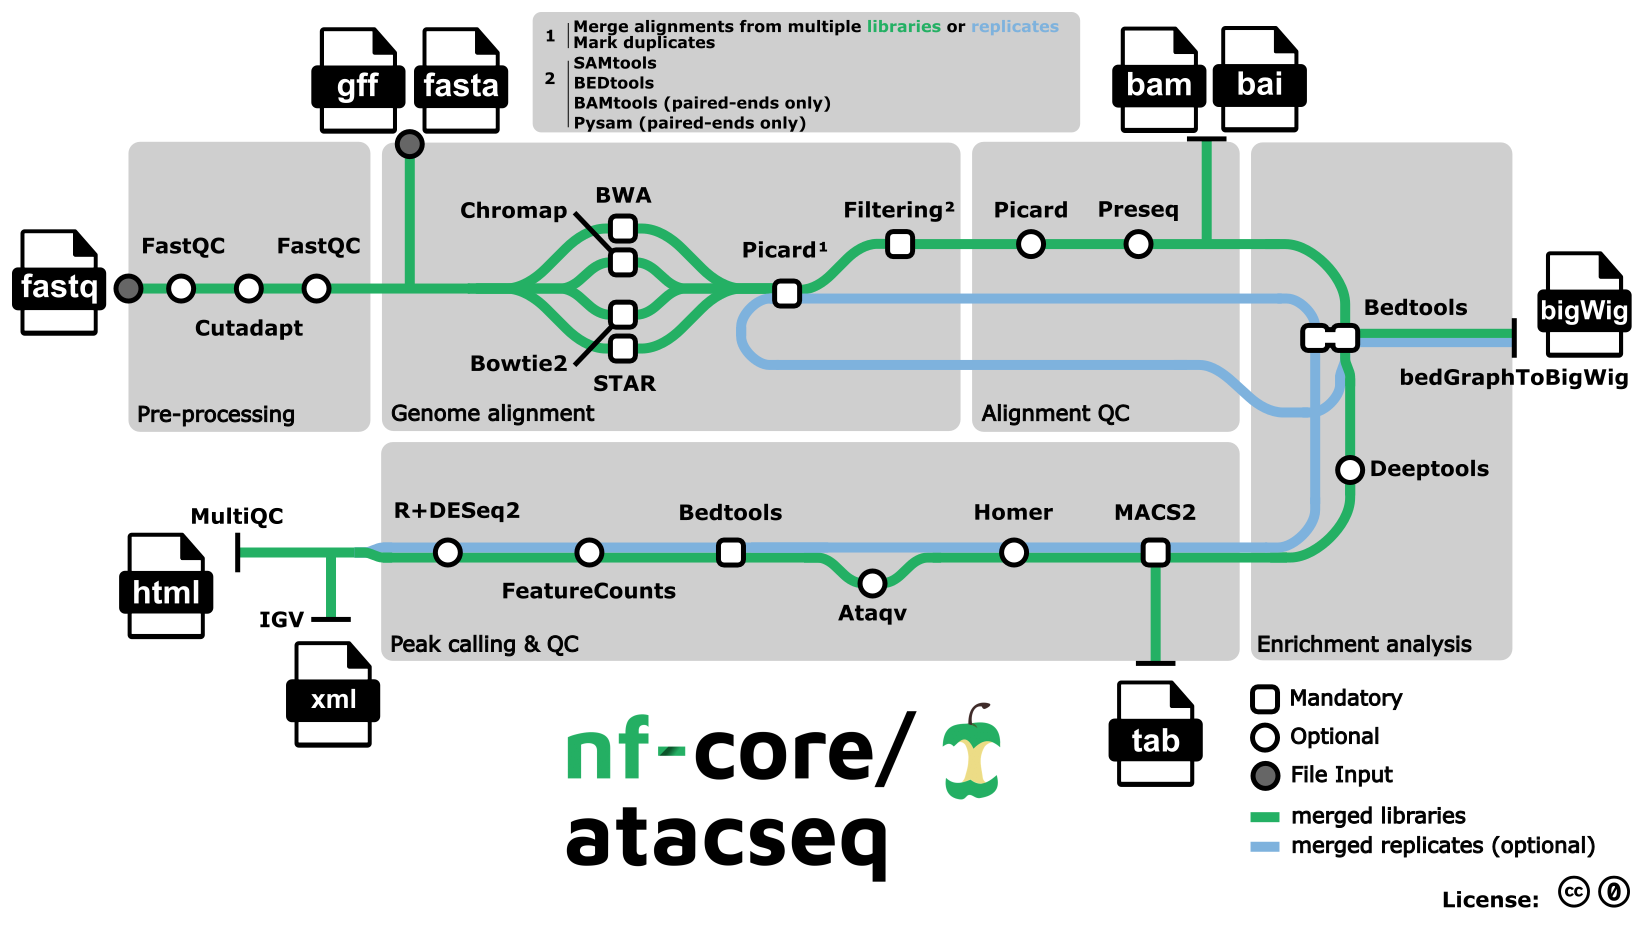 gff
fasta
1
Merge alignments from multiple libraries or replicates
Mark duplicates
2
SAMtools
BEDtools
BAMtools (paired-ends only)
Pysam (paired-ends only)
bam
bai
fastq
FastQC
Cutadapt
FastQC
Pre-processing
Chromap
BWA
Bowtie2
STAR
Picard¹
Filtering²
Genome alignment
Picard
Preseq
Alignment QC
Bedtools
bigWig
bedGraphToBigWig
Deeptools
Enrichment analysis
MultiQC
html
IGV
xml
R+DESeq2
FeatureCounts
Bedtools
Ataqv
Homer
MACS2
Peak calling & QC
tab
nf-core/
atacseq
Mandatory
Optional
File Input
merged libraries
merged replicates (optional)
License:
cc
0